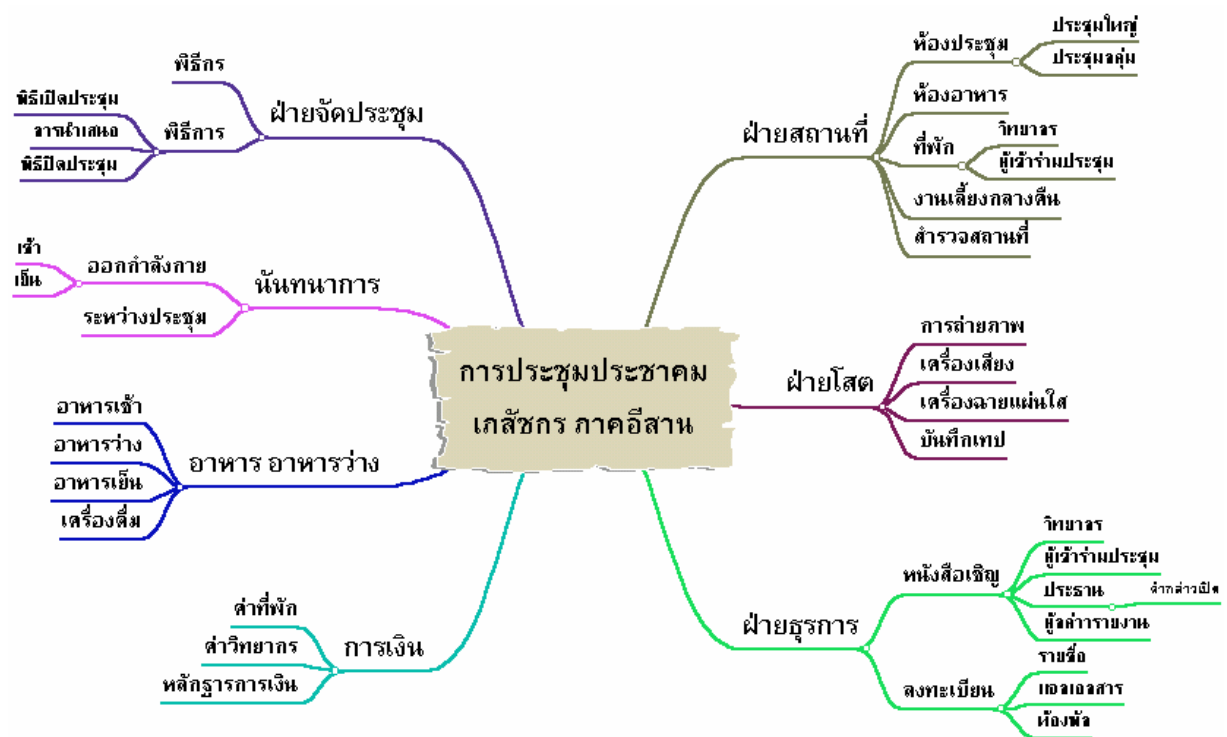 การประชุมประชาคม
เภสัชกร ภาคอีสาน
ฝ่ายสถานที่
ห้องประชุม
ประชุมใหญ่
ประชุมกลุ่ม
ห้องอาหาร
ที่พัก
วิทยากร
ผู้เข้าร่วมประชุม
งานเลี้ยงกลางคืน
สำรวจสถานที่
ฝ่ายโสต
การถ่ายภาพ
เครื่องเสียง
เครื่องฉายแผ่นใส
บันทึกเทป
ฝ่ายธุรการ
หนังสือเชิญ
วิทยากร
ผู้เข้าร่วมประชุม
ประธาน
คำกล่าวเปิด
ผู้กล่าวรายงาน
ลงทะเบียน
รายชื่อ
แจกเอกสาร
ห้องพัก
ฝ่ายจัดประชุม
พิธีกร
พิธีการ
พิธีเปิดประชุม
การนำเสนอ
พิธีปิดประชุม
นันทนาการ
ออกกำลังกาย
เช้า
เย็น
ระหว่างประชุม
อาหาร อาหารว่าง
อาหารเช้า
อาหารว่าง
อาหารเย็น
เครื่องดื่ม
การเงิน
ค่าที่พัก
ค่าวิทยากร
หลักฐารการเงิน